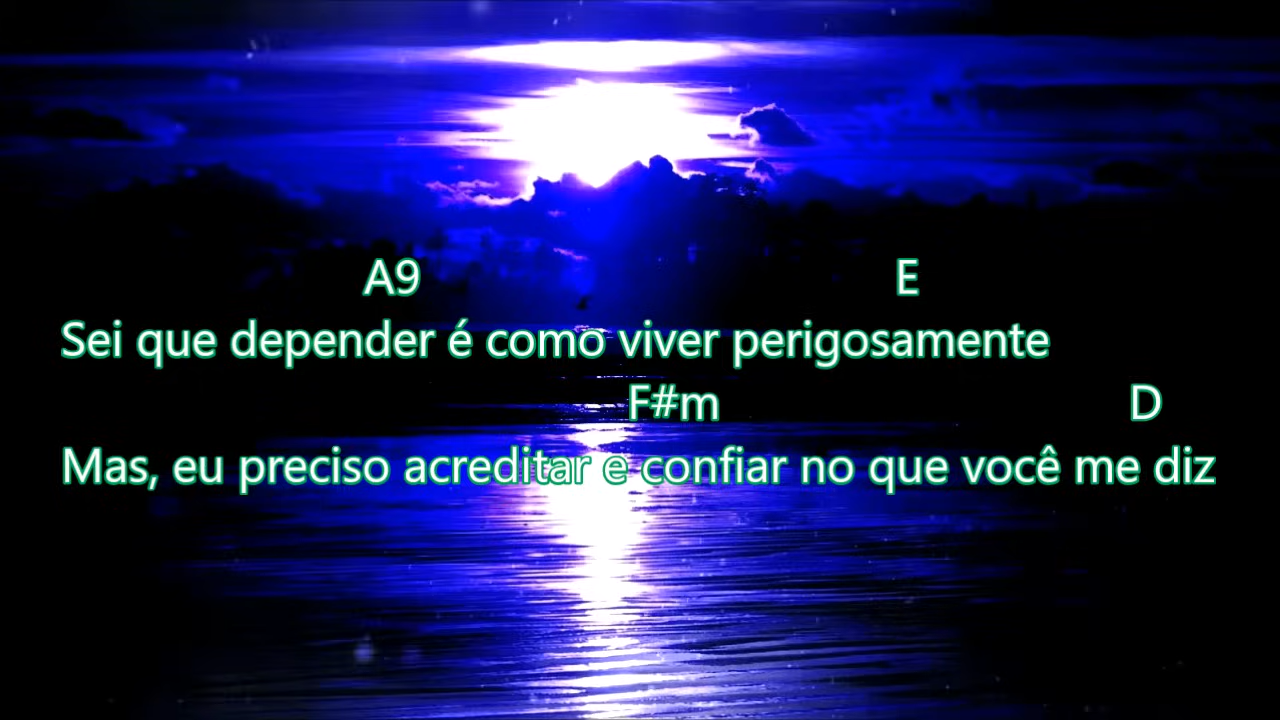 A9 E
Sei que depender é como viver perigosamente
F#m D
Mas, eu preciso acreditar e confiar no que você me diz